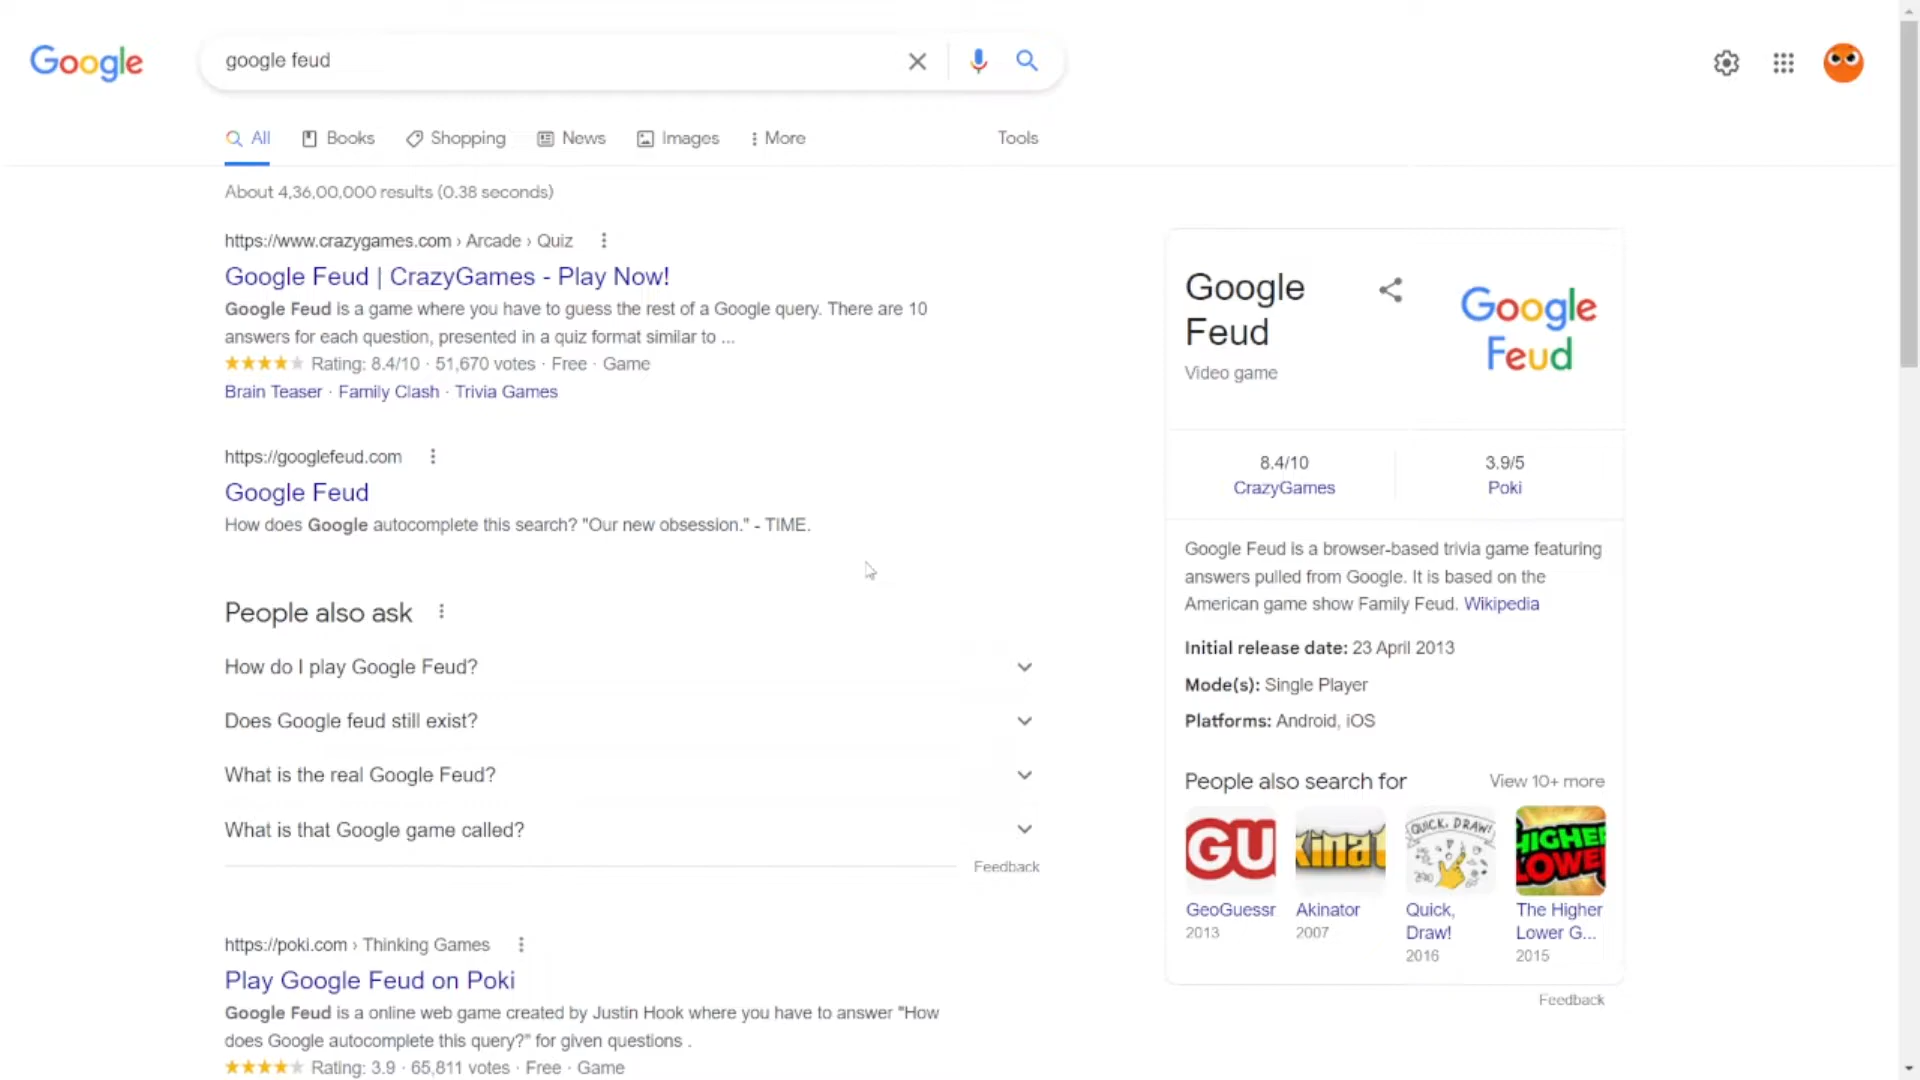 Google
google feud
All
Books
Shopping
News
Images
More
Tools
About 4,36,00,000 results (0.38 seconds)
https://www.crazygames.com › Arcade › Quiz
Google Feud | CrazyGames - Play Now!
Google Feud is a game where you have to guess the rest of a Google query. There are 10
answers for each question, presented in a quiz format similar to ...
Rating: 8.4/10 · 51,670 votes · Free · Game
Brain Teaser · Family Clash · Trivia Games
https://googlefeud.com
Google Feud
How does Google autocomplete this search? "Our new obsession." - TIME.
People also ask
How do I play Google Feud?
Does Google feud still exist?
What is the real Google Feud?
What is that Google game called?
Feedback
https://poki.com › Thinking Games
Play Google Feud on Poki
Google Feud is a online web game created by Justin Hook where you have to answer "How
does Google autocomplete this query?" for given questions .
Rating: 3.9 · 65,811 votes · Free · Game
Google
Feud
Video game
Google
Feud
8.4/10
CrazyGames
3.9/5
Poki
Google Feud is a browser-based trivia game featuring
answers pulled from Google. It is based on the
American game show Family Feud. Wikipedia
Initial release date: 23 April 2013
Mode(s): Single Player
Platforms: Android, iOS
People also search for
View 10+ more
GU
QUICK, DRAW!
HIGHER
LOWE
GeoGuessr
2013
Akinator
2007
Quick,
Draw!
2016
The Higher
Lower G...
2015
Feedback